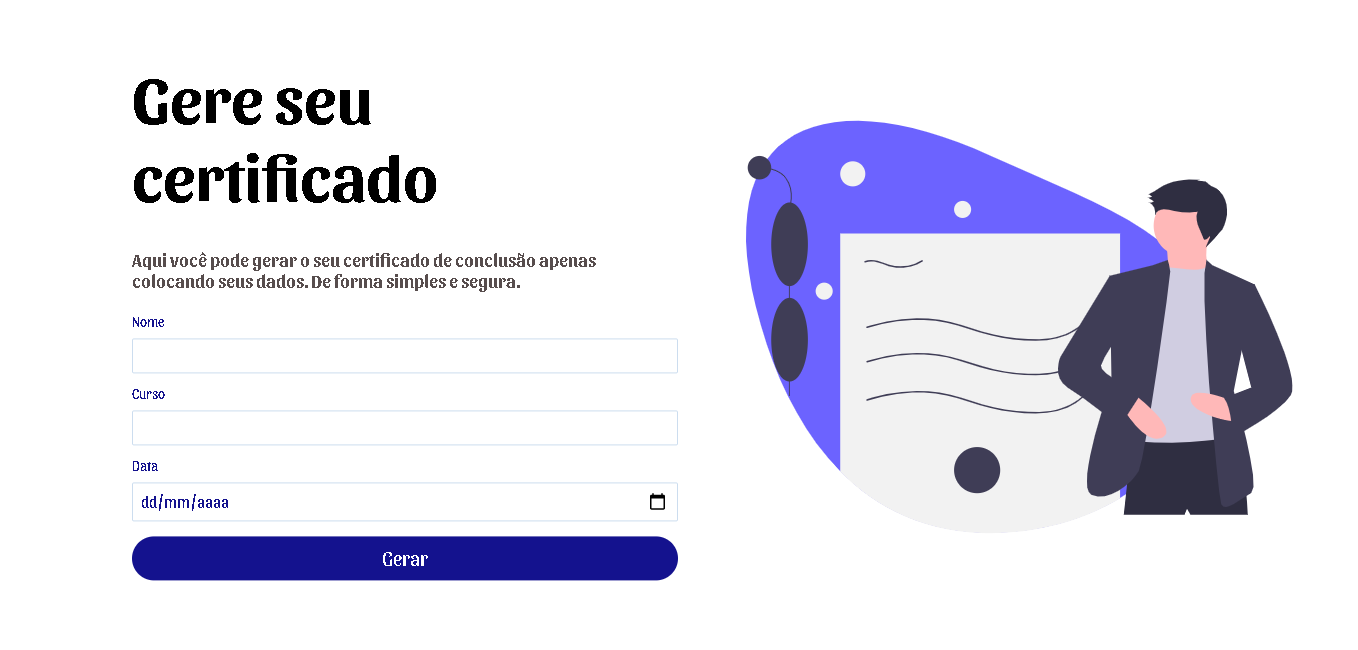 Gere seu
certificado
Aqui você pode gerar o seu certificado de conclusão apenas
colocando seus dados. De forma simples e segura.
Nome
Curso
Data
dd/mm/aaaa
Gerar